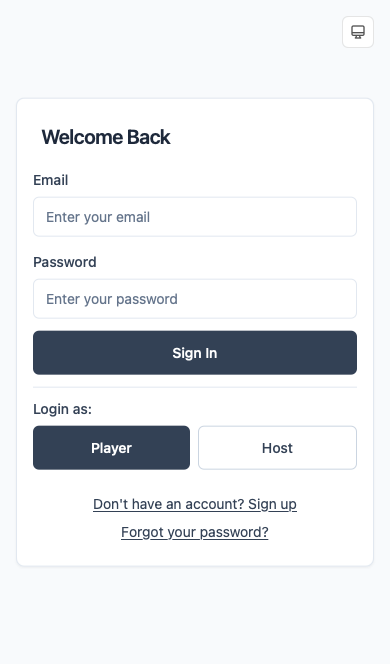 Welcome Back
Email
Enter your email
Password
Enter your password
Sign In
Login as:
Player
Host
Don't have an account? Sign up
Forgot your password?